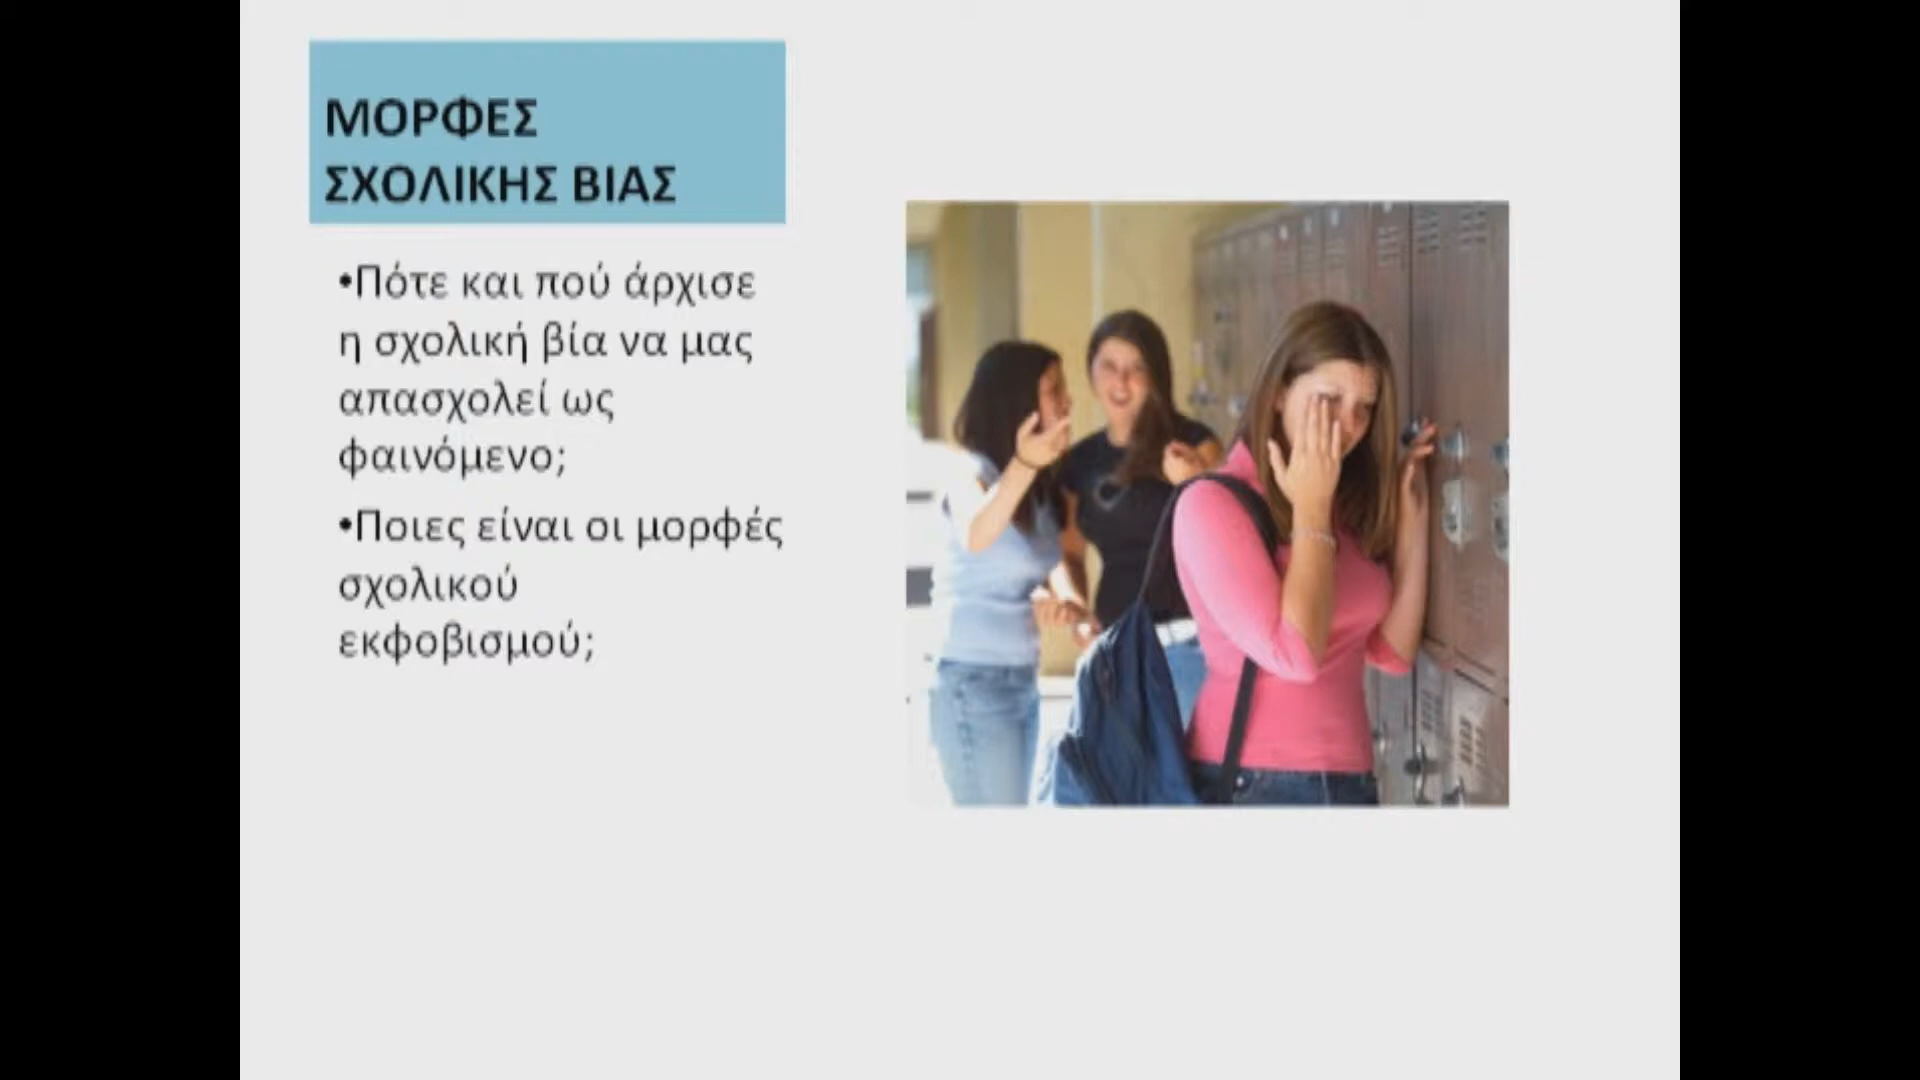 ΜΟΡΦΕΣ
ΣΧΟΛΙΚΗΣ ΒΙΑΣ
•Πότε και πού άρχισε
η σχολική βία να μας
απασχολεί ως
φαινόμενο;
•Ποιες είναι οι μορφές
σχολικού
εκφοβισμού;